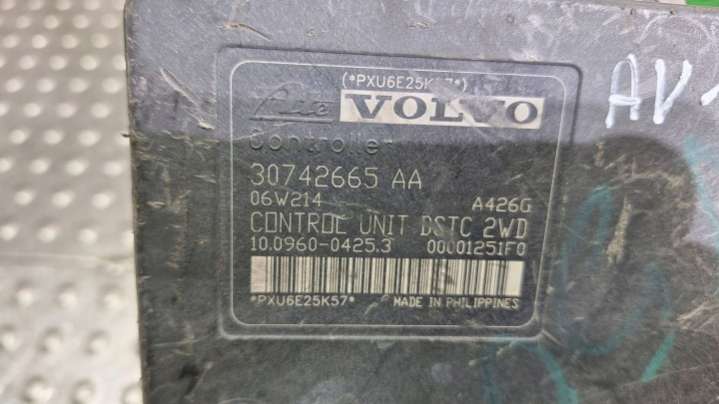 (*PXU6E25K57*)
Ate VOLVO
Controller
30742665 AA
06W214 A426G
CONTROL UNIT DSTC 2WD
10.0960-0425.3 00001251F0
*PXU6E25K57* MADE IN PHILIPPINES
AV